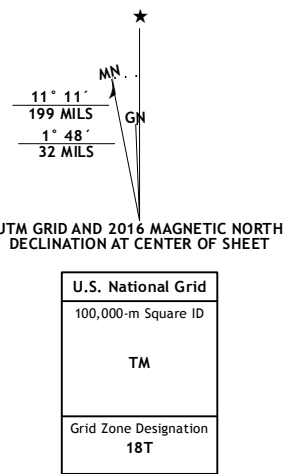 MN
11° 11´
199 MILS
GN
1° 48´
32 MILS
UTM GRID AND 2016 MAGNETIC NORTH
DECLINATION AT CENTER OF SHEET
U.S. National Grid
100,000-m Square ID
TM
Grid Zone Designation
18T